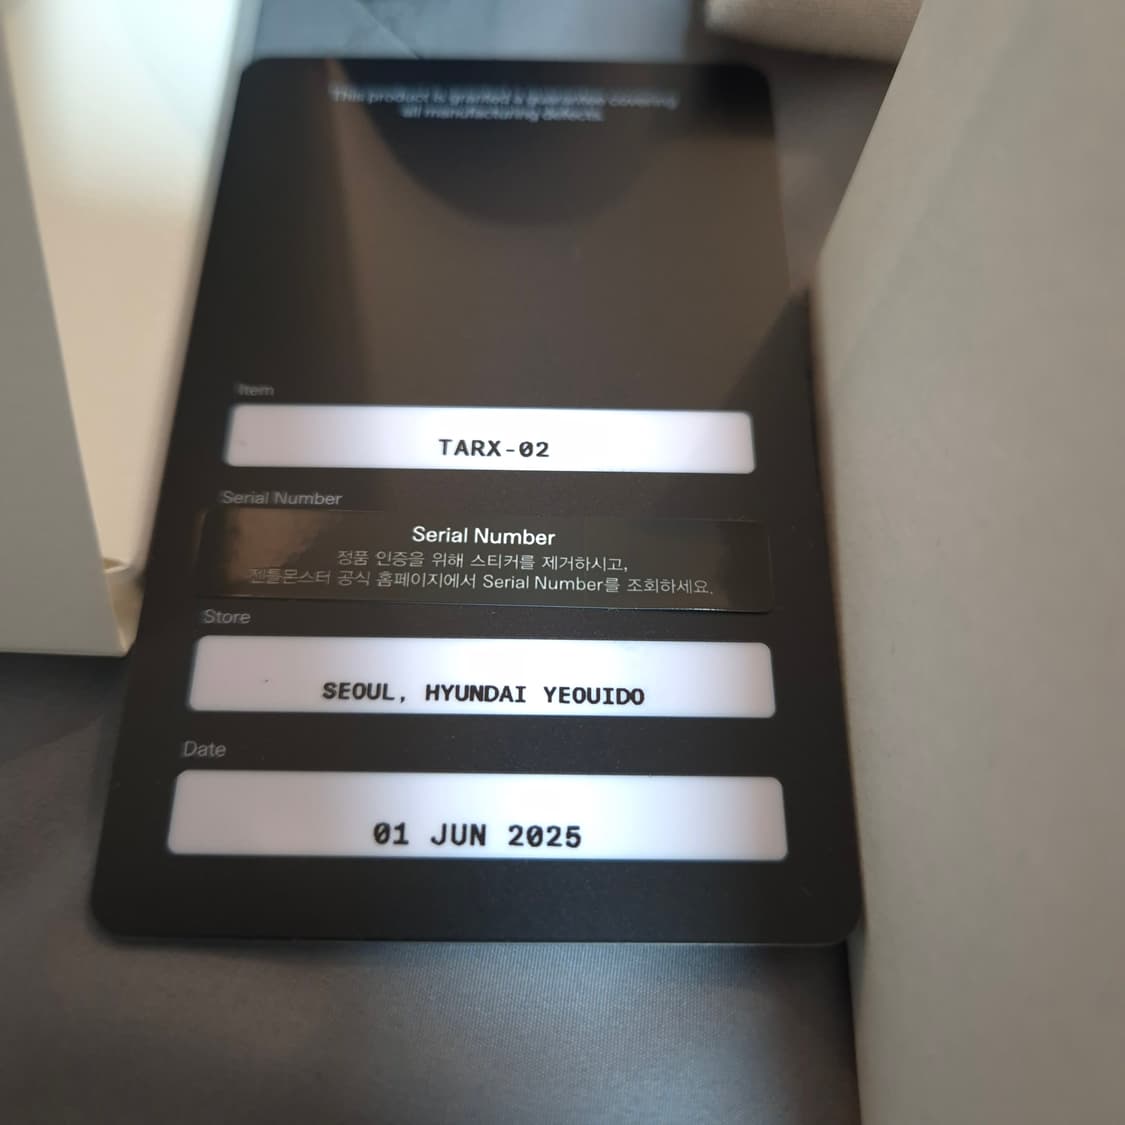 This product is granted a guarantee covering
all manufacturing defects.
Item
TARX-02
Serial Number
Serial Number
정품 인증을 위해 스티커를 제거하시고,
젠틀몬스터 공식 홈페이지에서 Serial Number를 조회하세요.
Store
SEOUL, HYUNDAI YEOUIDO
Date
01 JUN 2025